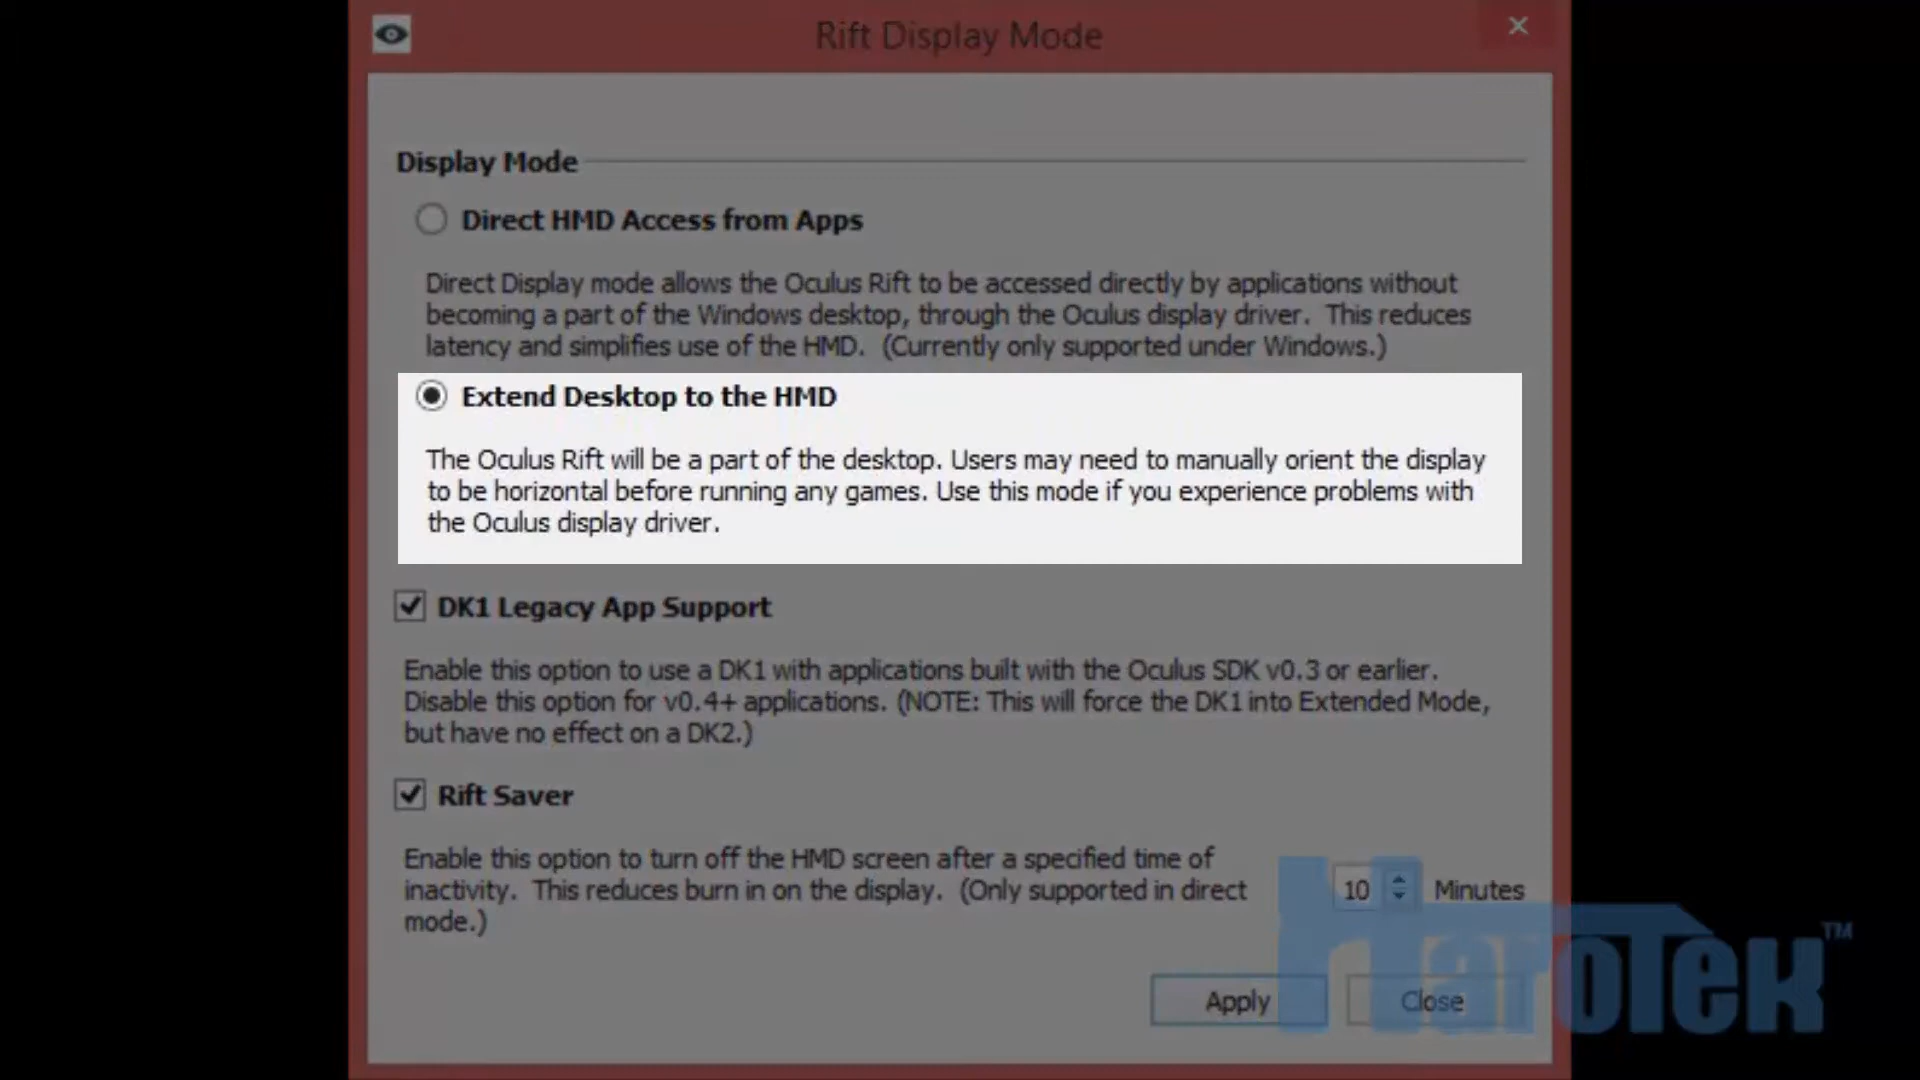 Rift Display Mode
Display Mode
Direct HMD Access from Apps
Direct Display mode allows the Oculus Rift to be accessed directly by applications without
becoming a part of the Windows desktop, through the Oculus display driver.  This reduces
latency and simplifies use of the HMD.  (Currently only supported under Windows.)
Extend Desktop to the HMD
The Oculus Rift will be a part of the desktop. Users may need to manually orient the display
to be horizontal before running any games. Use this mode if you experience problems with
the Oculus display driver.
DK1 Legacy App Support
Enable this option to use a DK1 with applications built with the Oculus SDK v0.3 or earlier.
Disable this option for v0.4+ applications. (NOTE: This will force the DK1 into Extended Mode,
but have no effect on a DK2.)
Rift Saver
Enable this option to turn off the HMD screen after a specified time of
inactivity.  This reduces burn in on the display.  (Only supported in direct
mode.)
10 Minutes
Apply Close
HaroTek™